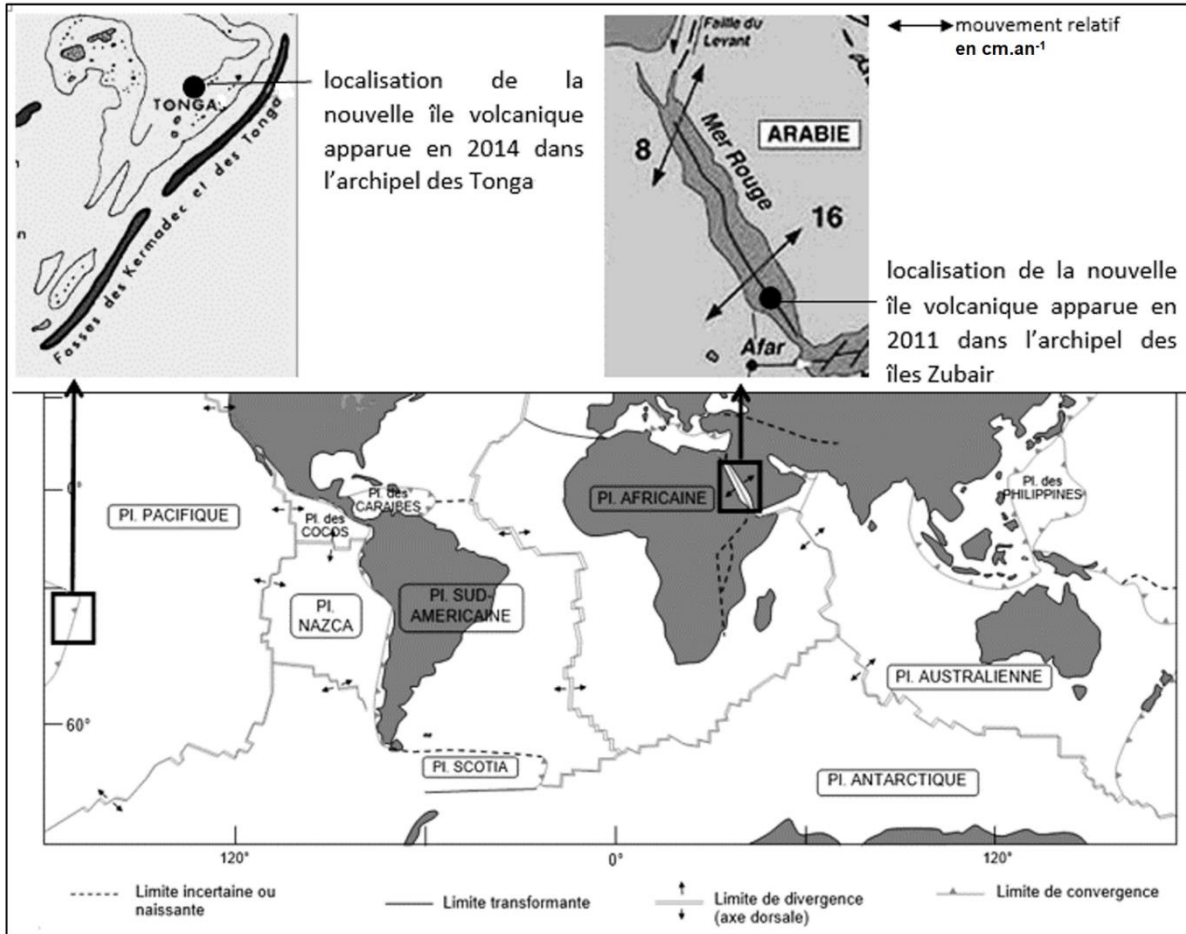 TONGA
Fosses des Kermadec et des Tonga
localisation de la
nouvelle île volcanique
apparue en 2014 dans
l'archipel des Tonga
Faille du
Levant
ARABIE
Mer Rouge
8
16
Afar
mouvement relatif
en cm.an⁻¹
localisation de la nouvelle
île volcanique apparue en
2011 dans l'archipel des
îles Zubair
0°
60°
Pl. PACIFIQUE
Pl. des
COCOS
Pl. des
CARAIBES
Pl.
NAZCA
Pl. SUD-
AMERICAINE
Pl. AFRICAINE
Pl. des
PHILIPPINES
Pl. AUSTRALIENNE
Pl. SCOTIA
Pl. ANTARCTIQUE
120°
0°
120°
Limite incertaine ou
naissante
Limite transformante
Limite de divergence
(axe dorsale)
Limite de convergence